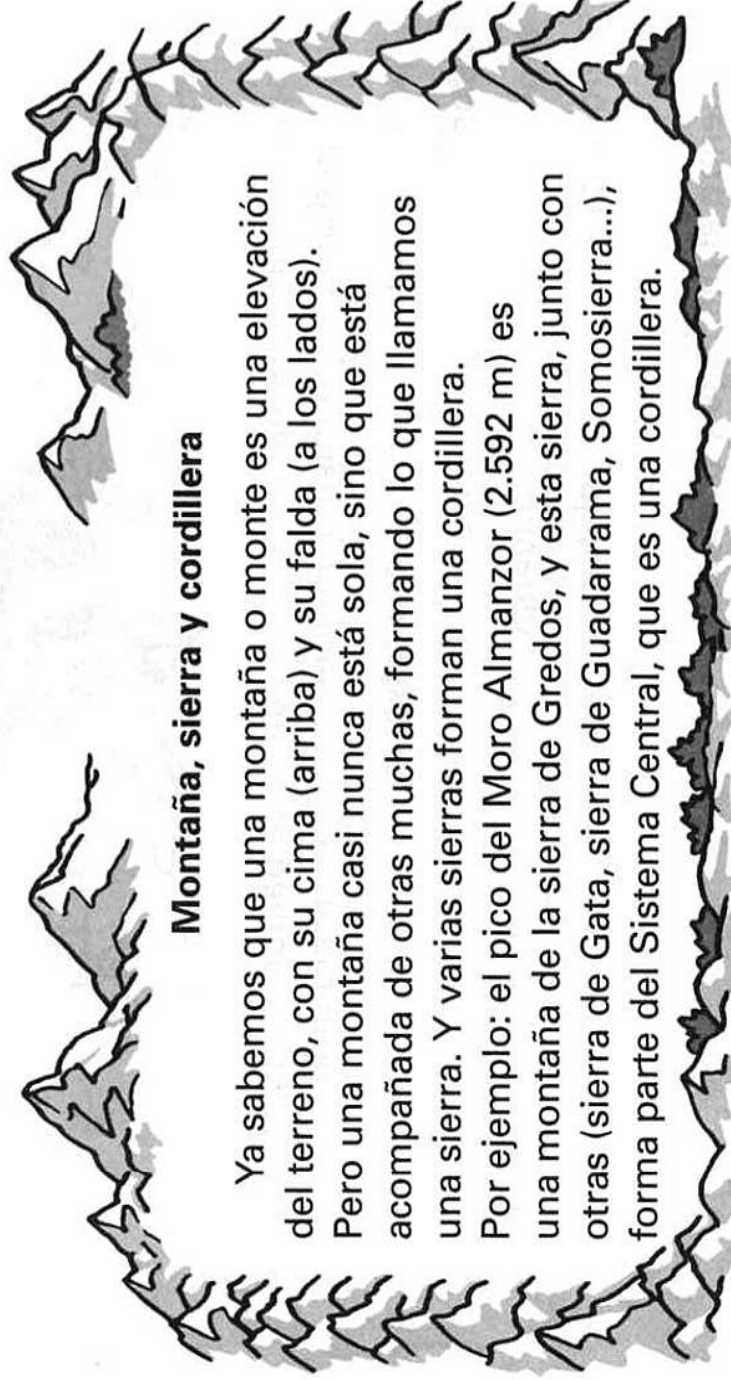 Montaña, sierra y cordillera
Ya sabemos que una montaña o monte es una elevación
del terreno, con su cima (arriba) y su falda (a los lados).
Pero una montaña casi nunca está sola, sino que está
acompañada de otras muchas, formando lo que llamamos
una sierra. Y varias sierras forman una cordillera.
Por ejemplo: el pico del Moro Almanzor (2.592 m) es
una montaña de la sierra de Gredos, y esta sierra, junto con
otras (sierra de Gata, sierra de Guadarrama, Somosierra...),
forma parte del Sistema Central, que es una cordillera.